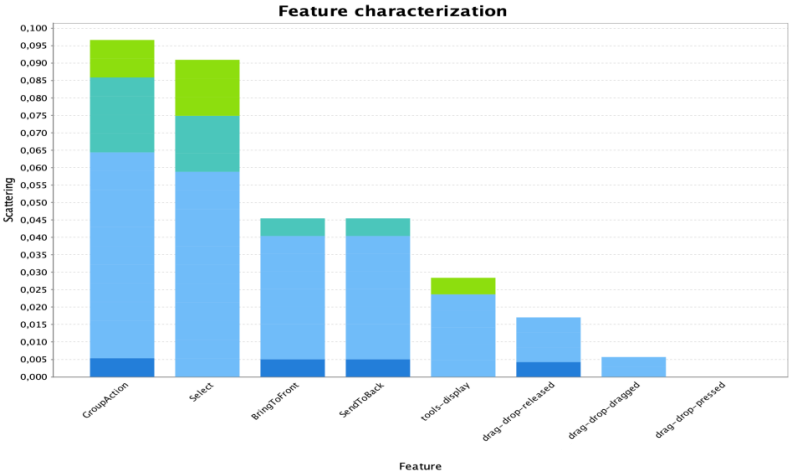 Feature characterization
0,100
0,095
0,090
0,085
0,080
0,075
0,070
0,065
0,060
0,055
0,050
0,045
0,040
0,035
0,030
0,025
0,020
0,015
0,010
0,005
0,000
Scattering
GroupAction
Select
BringToFront
SendToBack
tools-display
drag-drop-released
drag-drop-dragged
drag-drop-pressed
Feature